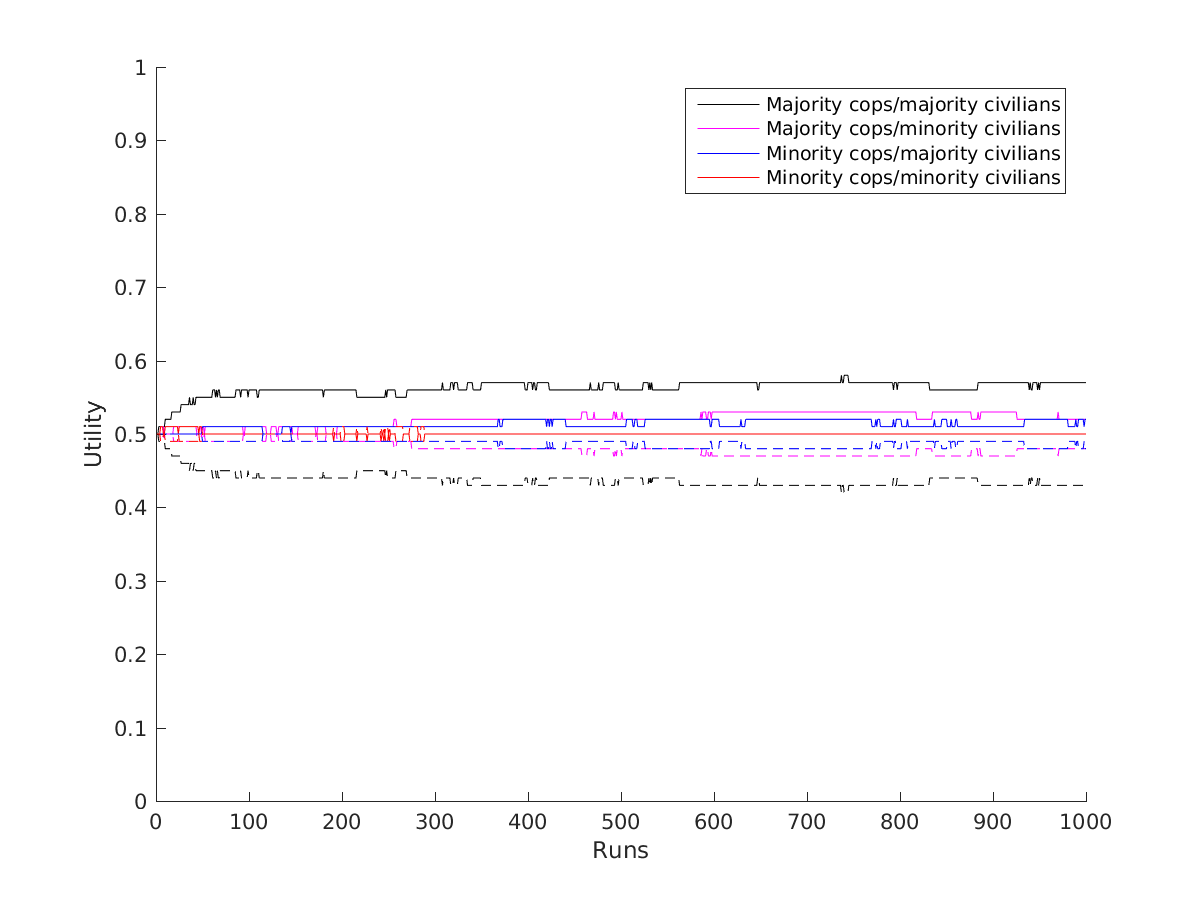 1
0.9
0.8
0.7
0.6
0.5
0.4
0.3
0.2
0.1
0
Utility
Majority cops/majority civilians
Majority cops/minority civilians
Minority cops/majority civilians
Minority cops/minority civilians
0 100 200 300 400 500 600 700 800 900 1000
Runs